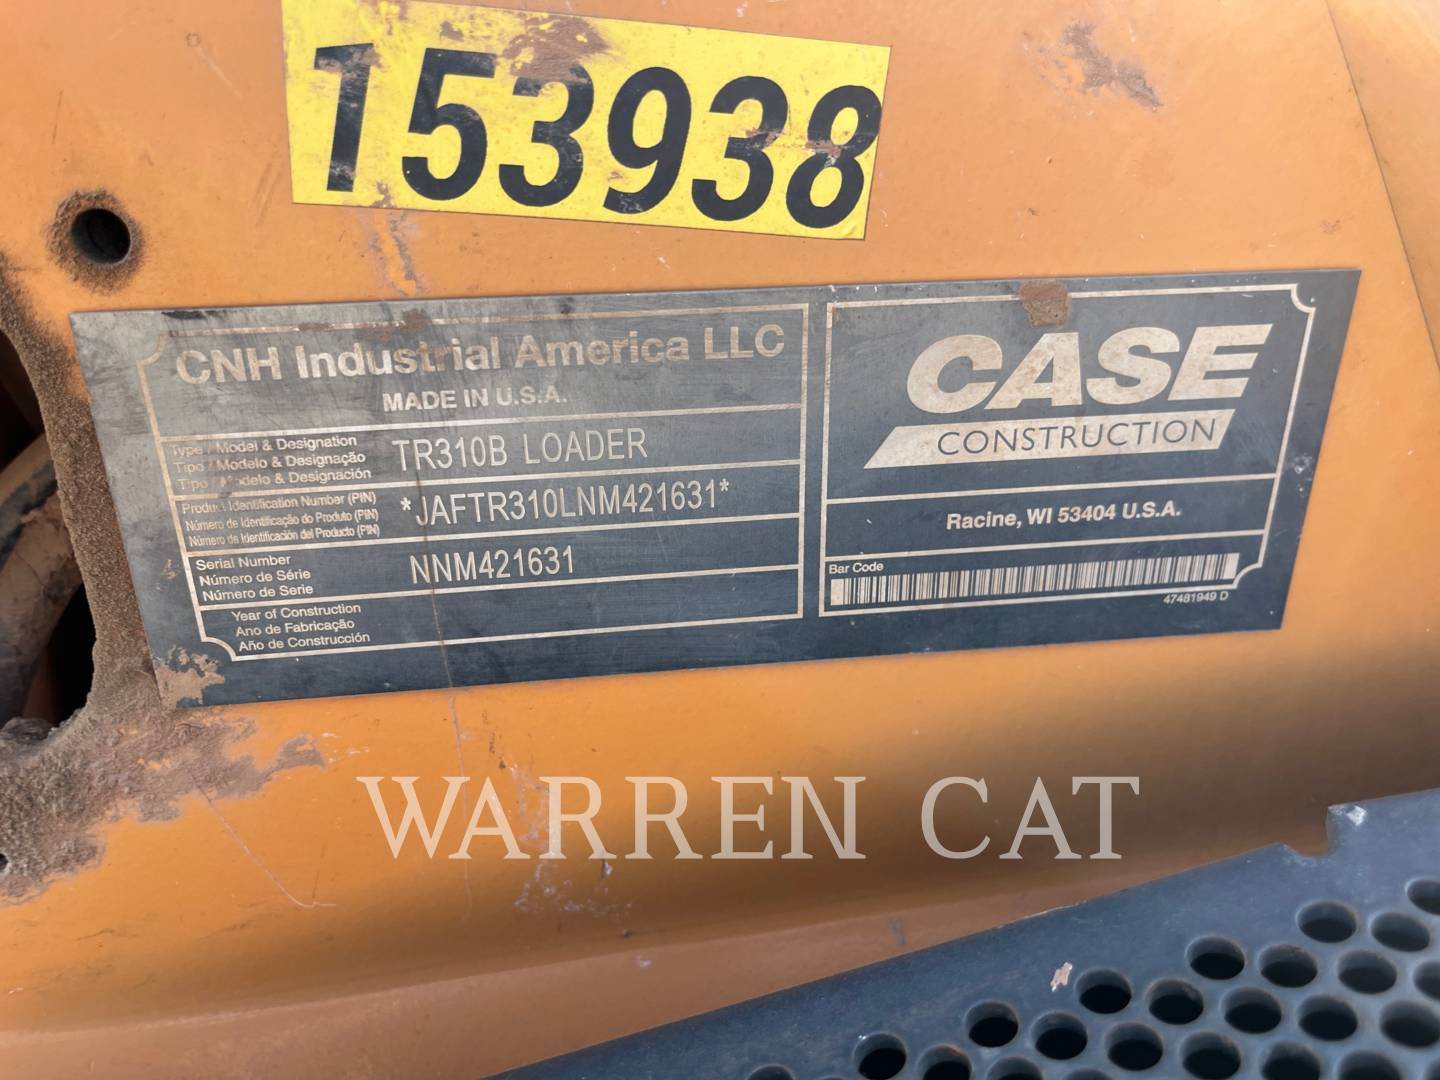 153938
CNH Industrial America LLC
MADE IN U.S.A.
Type / Model & Designation
Tipo / Modelo & Designação
Tipo / Modelo & Designación
TR310B LOADER
Product Identification Number (PIN)
Número de Identificação do Produto (PIN)
Número de Identificación del Producto (PIN)
*JAFTR310LNM421631*
Serial Number
Número de Série
Número de Serie
NNM421631
Year of Construction
Ano de Fabricação
Año de Construcción
CASE
CONSTRUCTION
Racine, WI 53404 U.S.A.
Bar Code
47481949 D
WARREN CAT